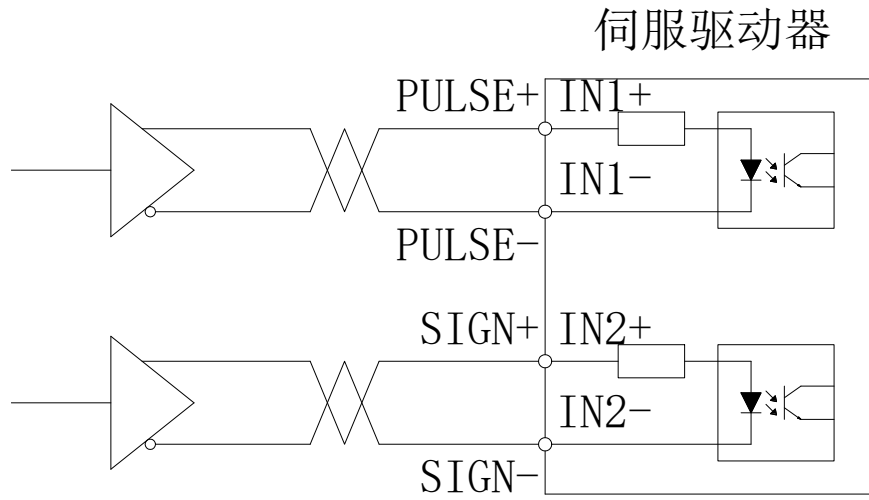 伺服驱动器
PULSE+ IN1+
IN1-
PULSE-
SIGN+ IN2+
IN2-
SIGN-